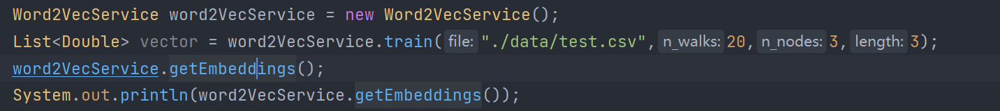 Word2VecService word2VecService = new Word2VecService();
List<Double> vector = word2VecService.train( file: "./data/test.csv", n_walks: 20, n_nodes: 3, length: 3);
word2VecService.getEmbeddings();
System.out.println(word2VecService.getEmbeddings());